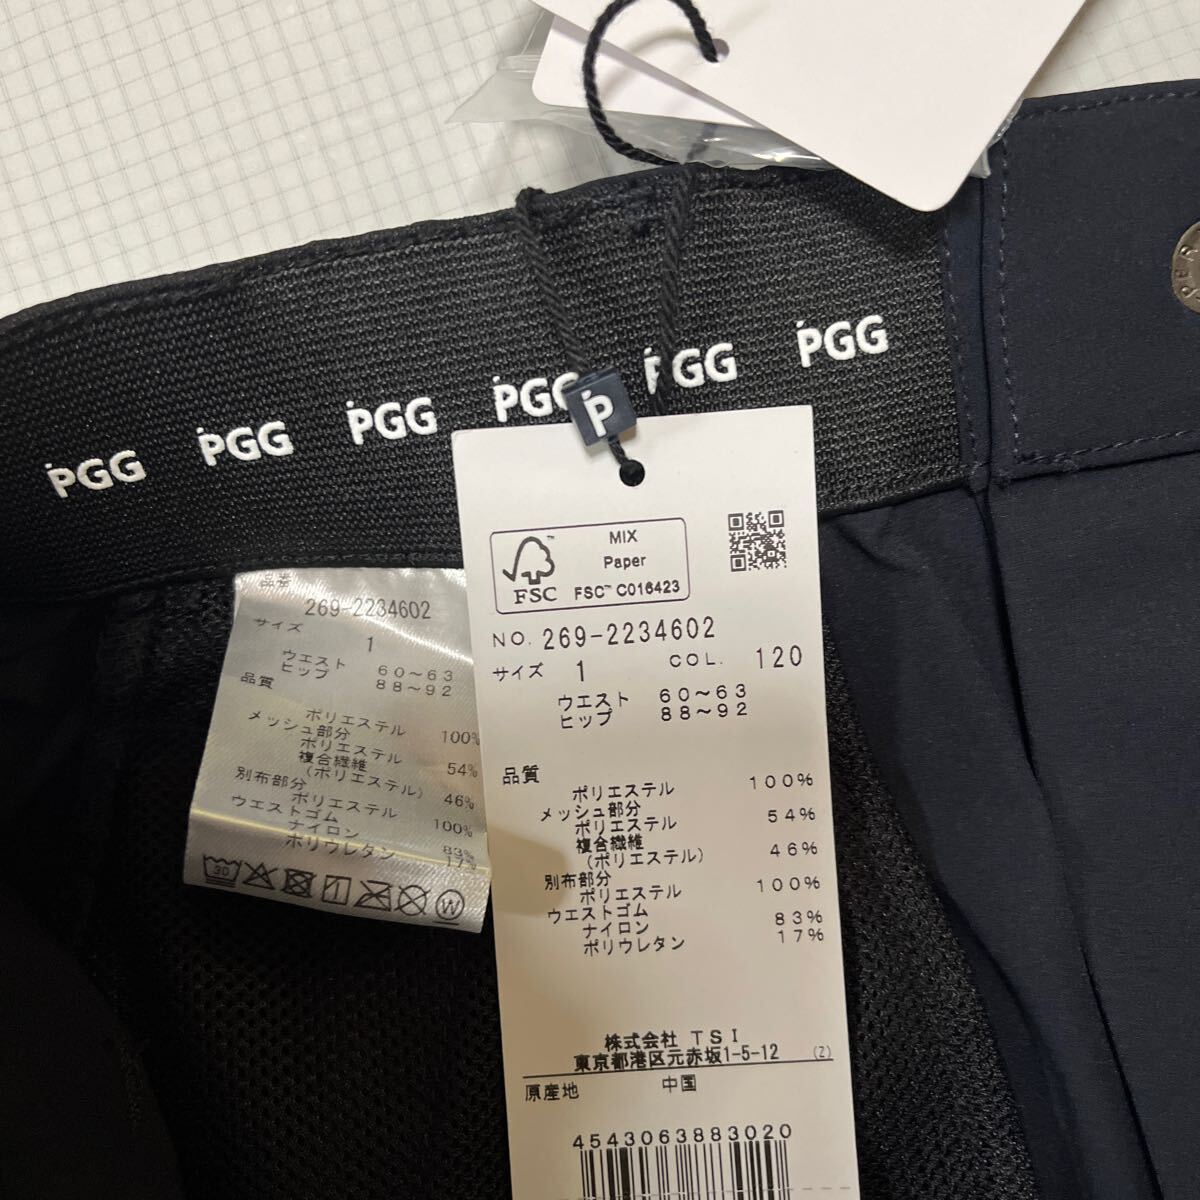 PGG PGG PGG PGG PGG PGG
P
品番
269-2234602
サイズ
1
ウエスト 60〜63
ヒップ 88〜92
品質
ポリエステル 100%
メッシュ部分
ポリエステル 54%
複合繊維
(ポリエステル) 46%
別布部分
ポリエステル 100%
ウエストゴム
ナイロン 83%
ポリウレタン 17%
30
W
MIX
Paper
FSC™ C016423
FSC
NO. 269-2234602
サイズ 1 COL. 120
ウエスト 60〜63
ヒップ 88〜92
品質
ポリエステル 100%
メッシュ部分
ポリエステル 54%
複合繊維
(ポリエステル) 46%
別布部分
ポリエステル 100%
ウエストゴム
ナイロン 83%
ポリウレタン 17%
株式会社 TSI
東京都港区元赤坂1-5-12 (Z)
原産地 中国
4543063883020